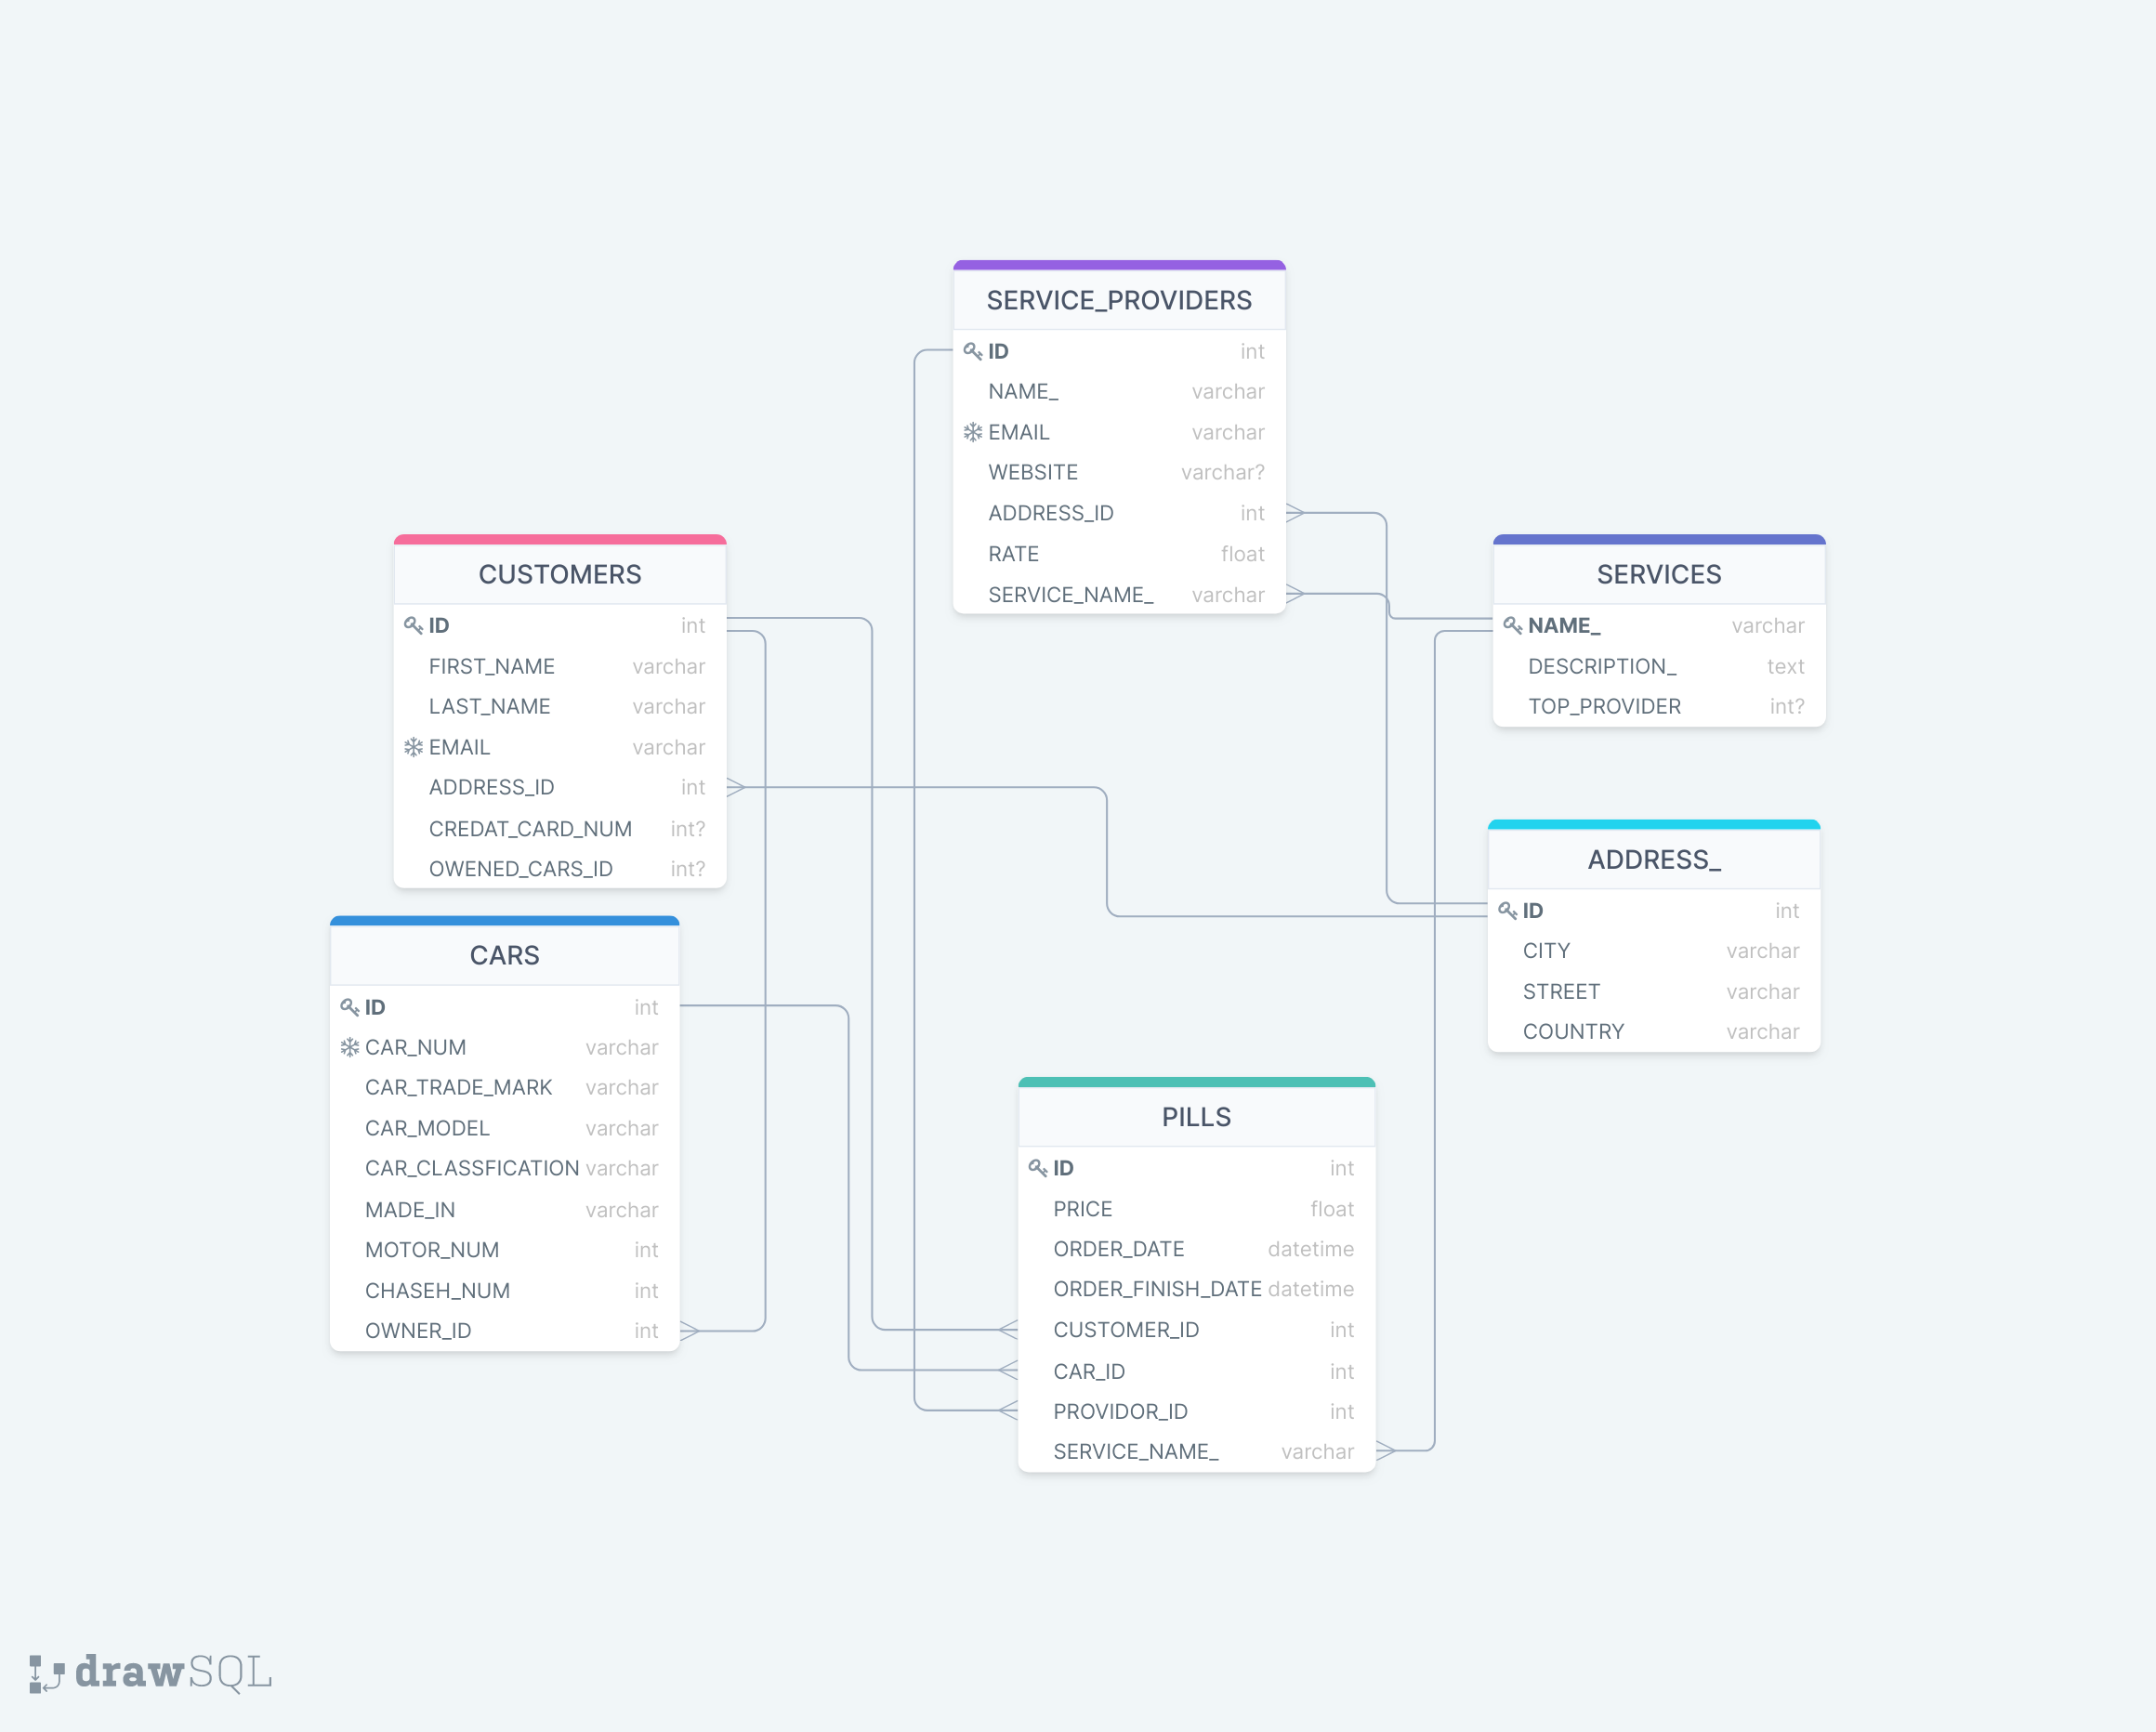 SERVICE_PROVIDERS
ID int
NAME_ varchar
EMAIL varchar
WEBSITE varchar?
ADDRESS_ID int
RATE float
SERVICE_NAME_ varchar
CUSTOMERS
ID int
FIRST_NAME varchar
LAST_NAME varchar
EMAIL varchar
ADDRESS_ID int
CREDAT_CARD_NUM int?
OWENED_CARS_ID int?
SERVICES
NAME_ varchar
DESCRIPTION_ text
TOP_PROVIDER int?
ADDRESS_
ID int
CITY varchar
STREET varchar
COUNTRY varchar
CARS
ID int
CAR_NUM varchar
CAR_TRADE_MARK varchar
CAR_MODEL varchar
CAR_CLASSFICATION varchar
MADE_IN varchar
MOTOR_NUM int
CHASEH_NUM int
OWNER_ID int
PILLS
ID int
PRICE float
ORDER_DATE datetime
ORDER_FINISH_DATE datetime
CUSTOMER_ID int
CAR_ID int
PROVIDOR_ID int
SERVICE_NAME_ varchar
drawSQL